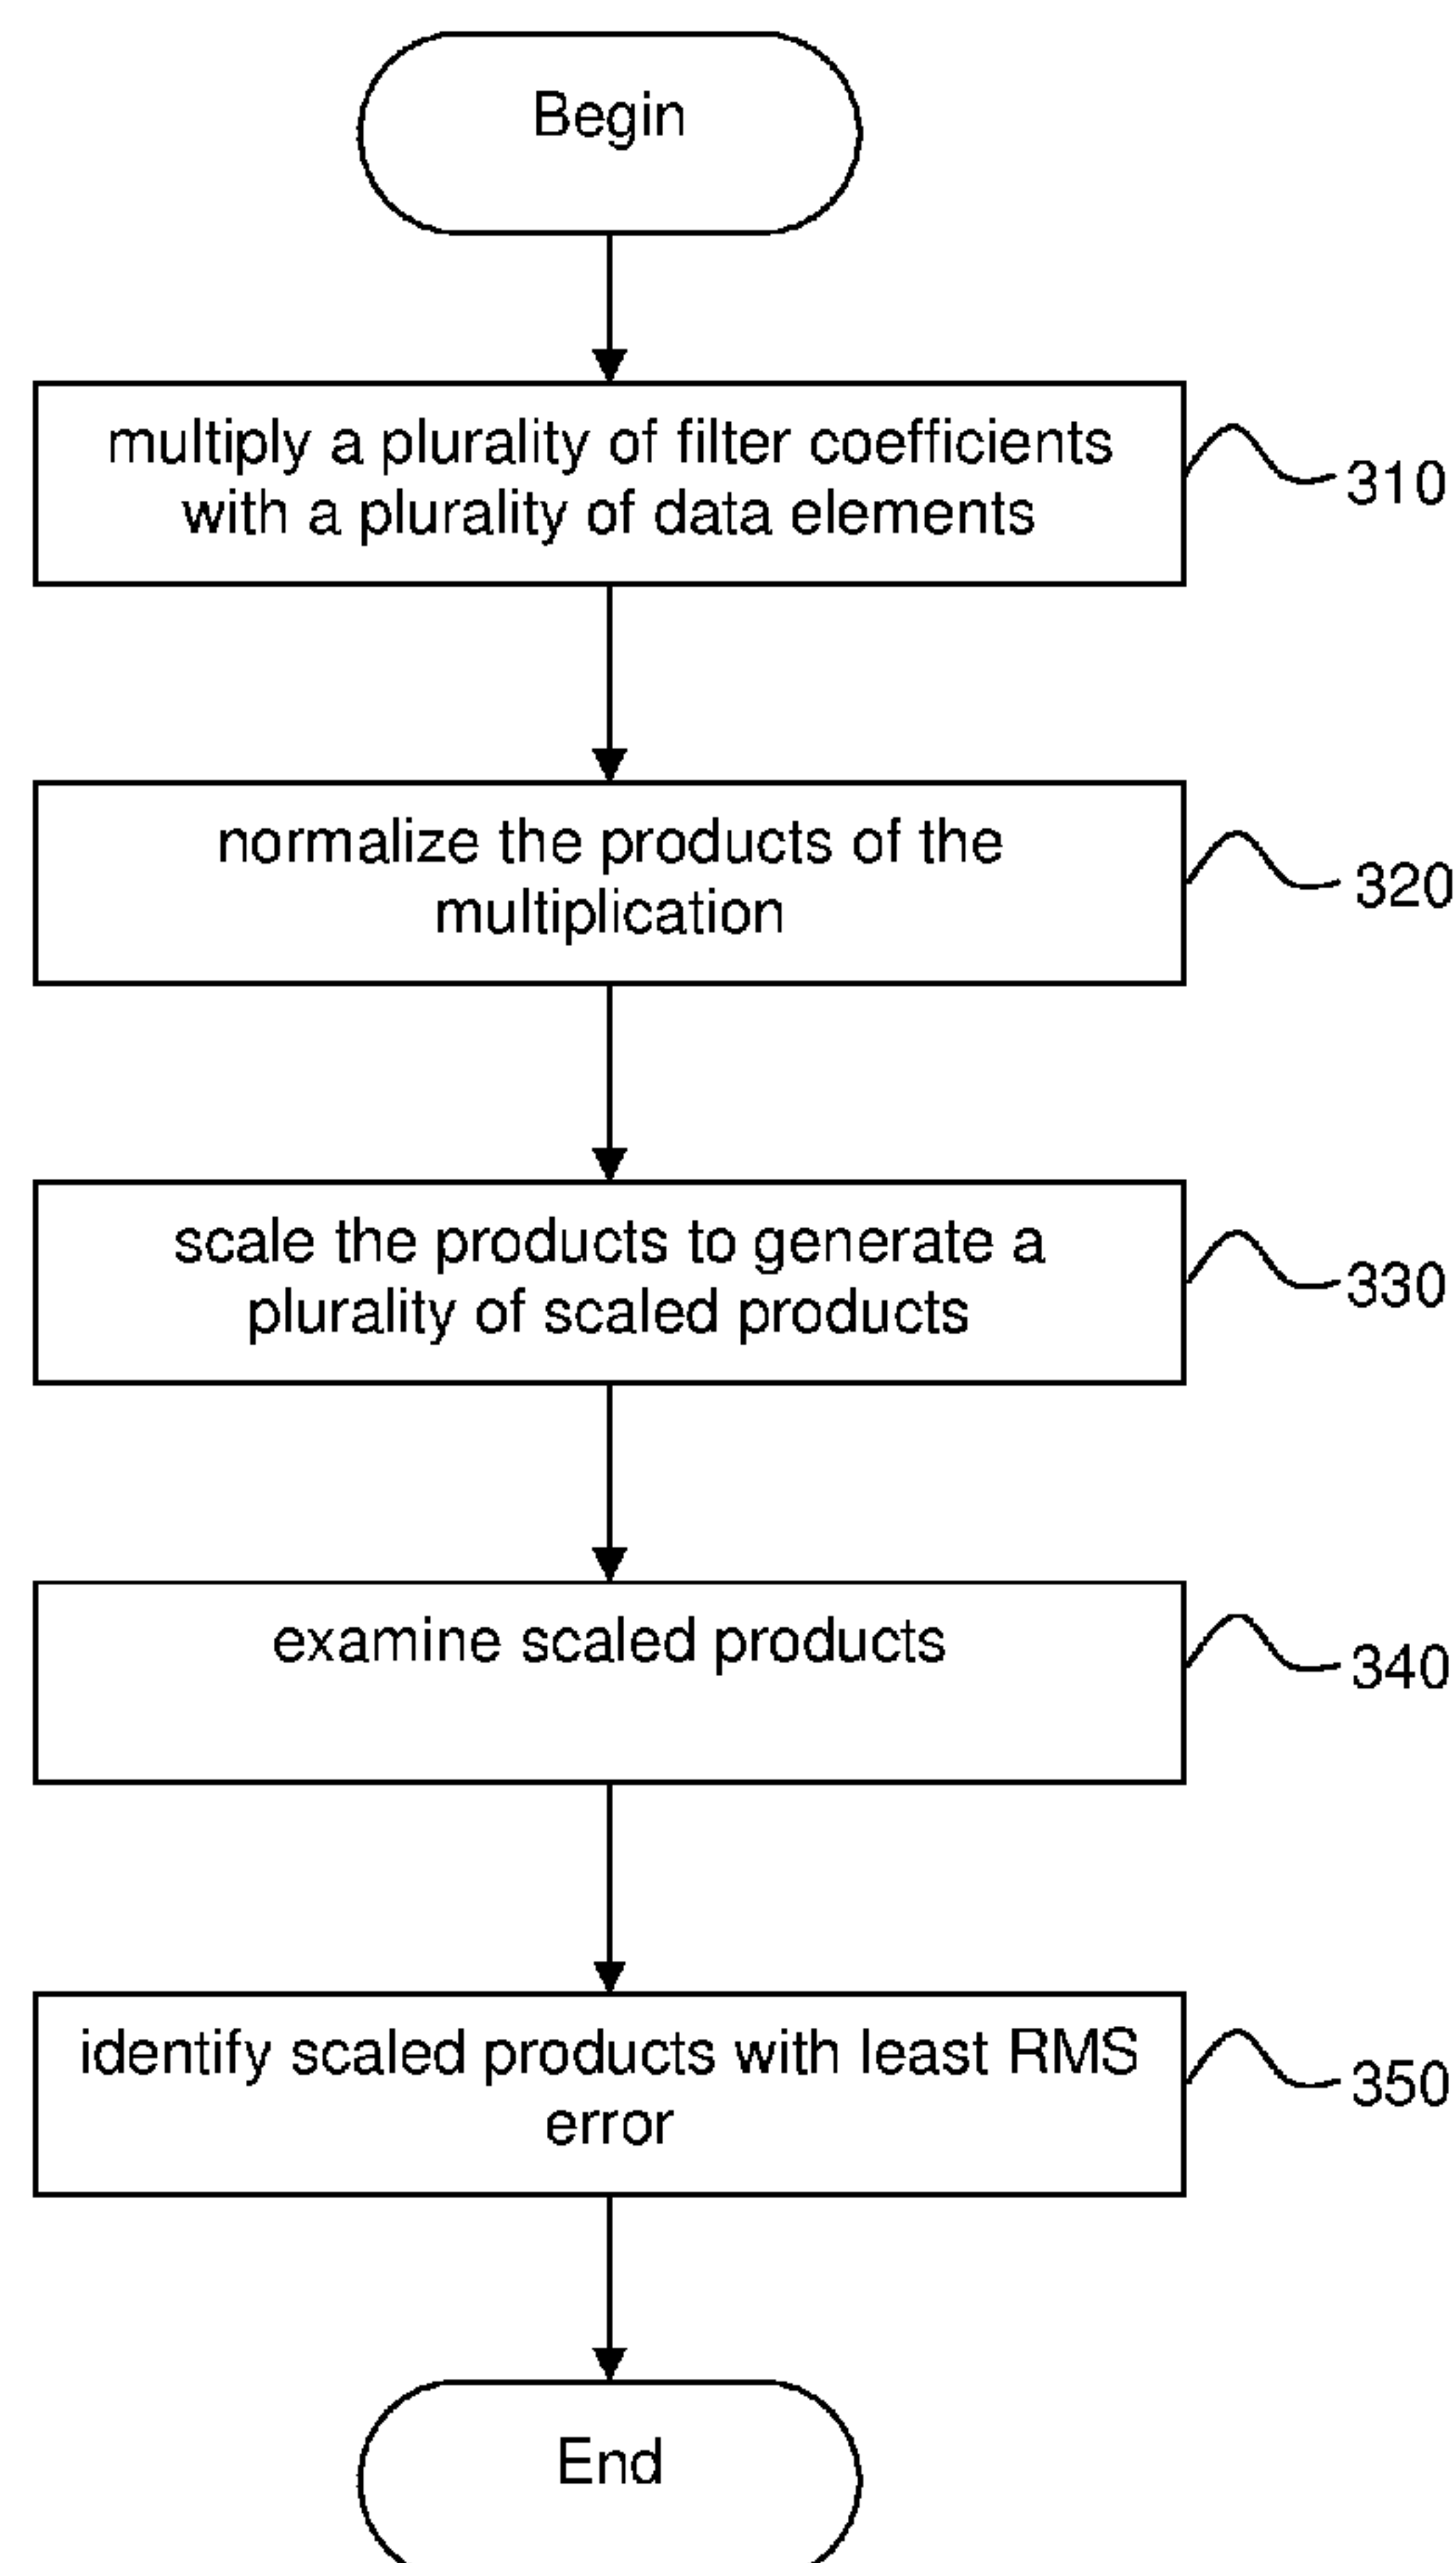 Begin
multiply a plurality of filter coefficients
with a plurality of data elements
310
normalize the products of the
multiplication
320
scale the products to generate a
plurality of scaled products
330
examine scaled products
340
identify scaled products with least RMS
error
350
End